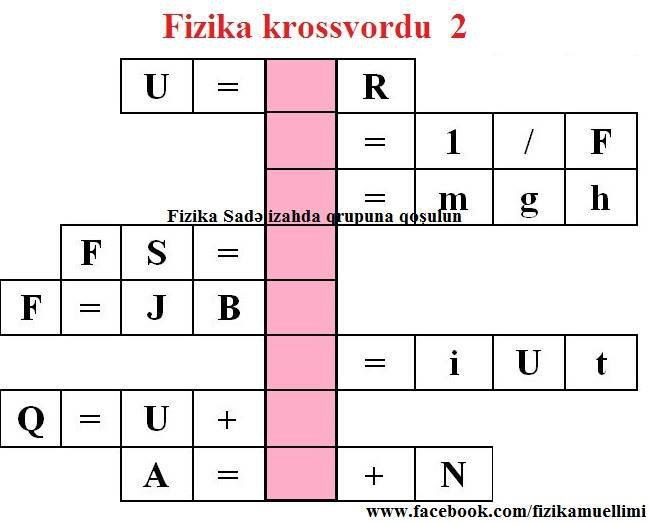 Fizika krossvordu 2
U = R
= 1 / F
= m g h
Fizika Sadə izahda qrupuna qoşulun
F S =
F = J B
= i U t
Q = U +
A = + N
www.facebook.com/fizikamuellimi